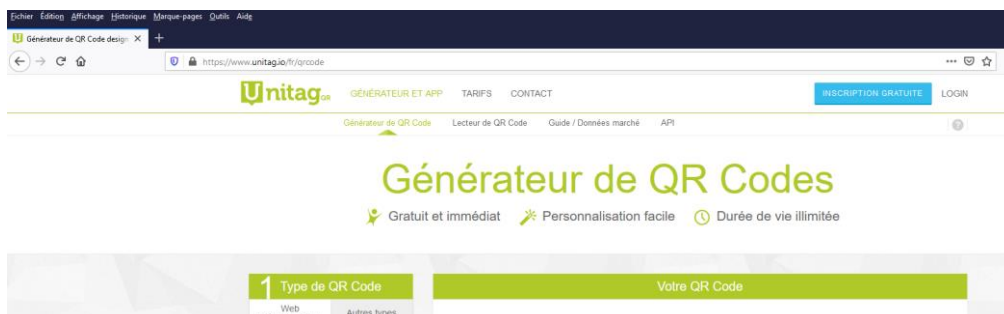 Fichier Édition Affichage Historique Marque-pages Outils Aide
Générateur de QR Code design
https://www.unitag.io/fr/qrcode
Unitag QR GÉNÉRATEUR ET APP TARIFS CONTACT INSCRIPTION GRATUITE LOGIN
Générateur de QR Code Lecteur de QR Code Guide / Données marché API ?
Générateur de QR Codes
Gratuit et immédiat Personnalisation facile Durée de vie illimitée
1 Type de QR Code Votre QR Code
Web Autres types